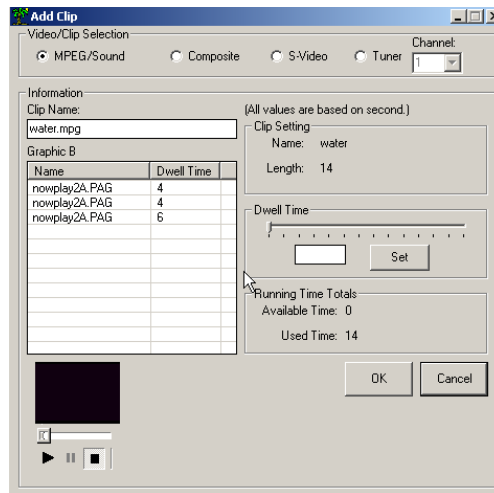 Add Clip
Video/Clip Selection
MPEG/Sound
Composite
S-Video
Tuner
Channel:
1
Information
Clip Name:
water.mpg
(All values are based on second.)
Clip Setting
Name: water
Length: 14
Graphic B
Name Dwell Time
nowplay2A.PAG 4
nowplay2A.PAG 4
nowplay2A.PAG 6
Dwell Time
Set
Running Time Totals
Available Time: 0
Used Time: 14
OK
Cancel